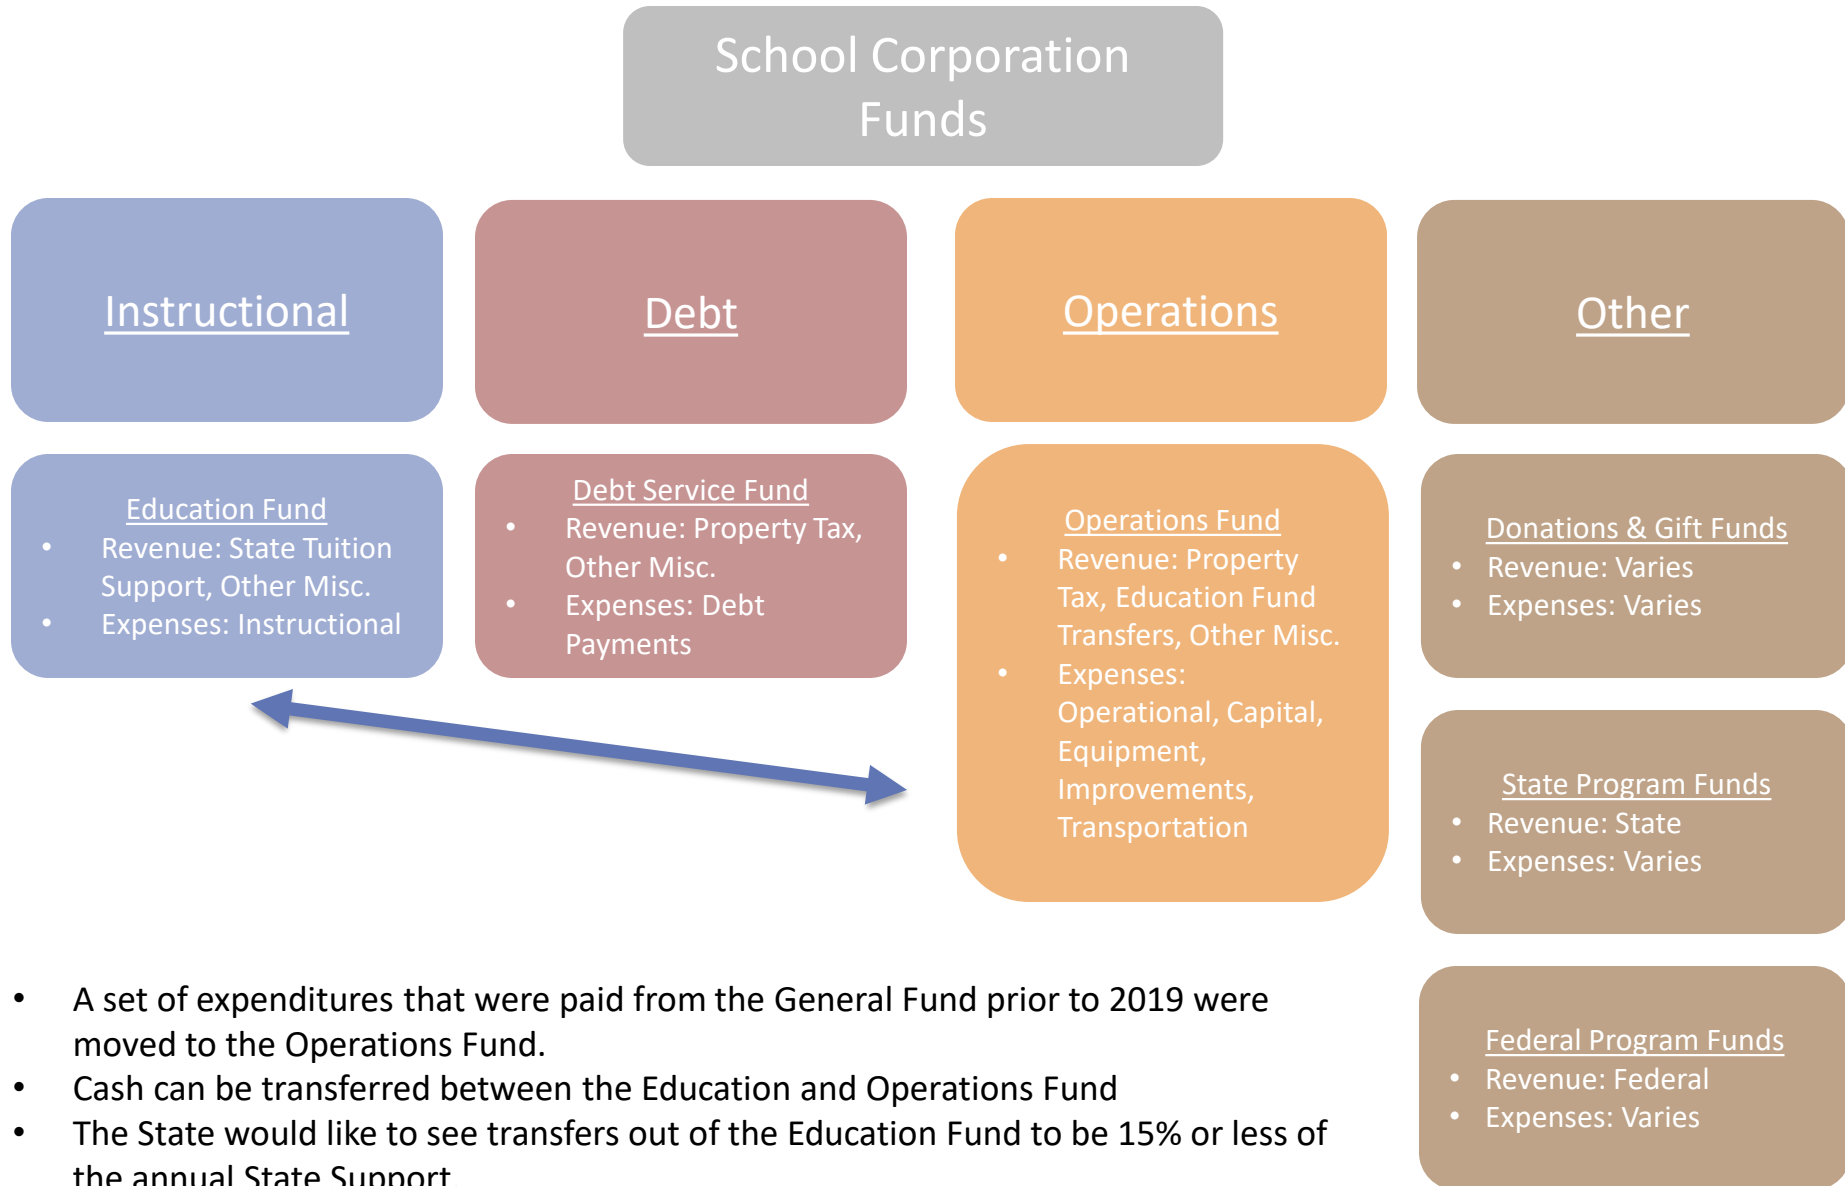 School Corporation
Funds
Instructional
Debt
Operations
Other
Education Fund
• Revenue: State Tuition
Support, Other Misc.
• Expenses: Instructional
Debt Service Fund
• Revenue: Property Tax,
Other Misc.
• Expenses: Debt
Payments
Operations Fund
• Revenue: Property
Tax, Education Fund
Transfers, Other Misc.
• Expenses:
Operational, Capital,
Equipment,
Improvements,
Transportation
Donations & Gift Funds
• Revenue: Varies
• Expenses: Varies
State Program Funds
• Revenue: State
• Expenses: Varies
Federal Program Funds
• Revenue: Federal
• Expenses: Varies
• A set of expenditures that were paid from the General Fund prior to 2019 were
moved to the Operations Fund.
• Cash can be transferred between the Education and Operations Fund
• The State would like to see transfers out of the Education Fund to be 15% or less of
the annual State Support.